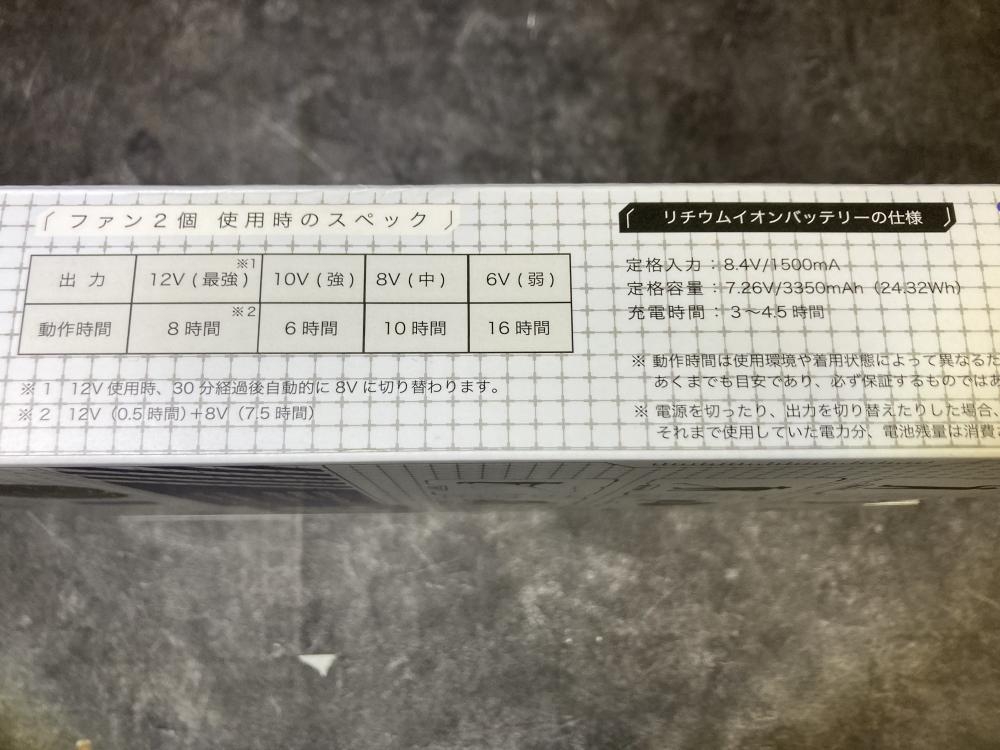 ファン2個 使用時のスペック
出力 12V(最強)※1 10V(強) 8V(中) 6V(弱)
動作時間 8時間※2 6時間 10時間 16時間
※1 12V使用時、30分経過後自動的に8Vに切り替わります。
※2 12V(0.5時間)+8V(7.5時間)
リチウムイオンバッテリーの仕様
定格入力:8.4V/1500mA
定格容量:7.26V/3350mAh(24.32Wh)
充電時間:3〜4.5時間
※ 動作時間は使用環境や着用状態によって異なるた
あくまでも目安であり、必ず保証するものではあ
※ 電源を切ったり、出力を切り替えたりした場合、
それまで使用していた電力分、電池残量は消費